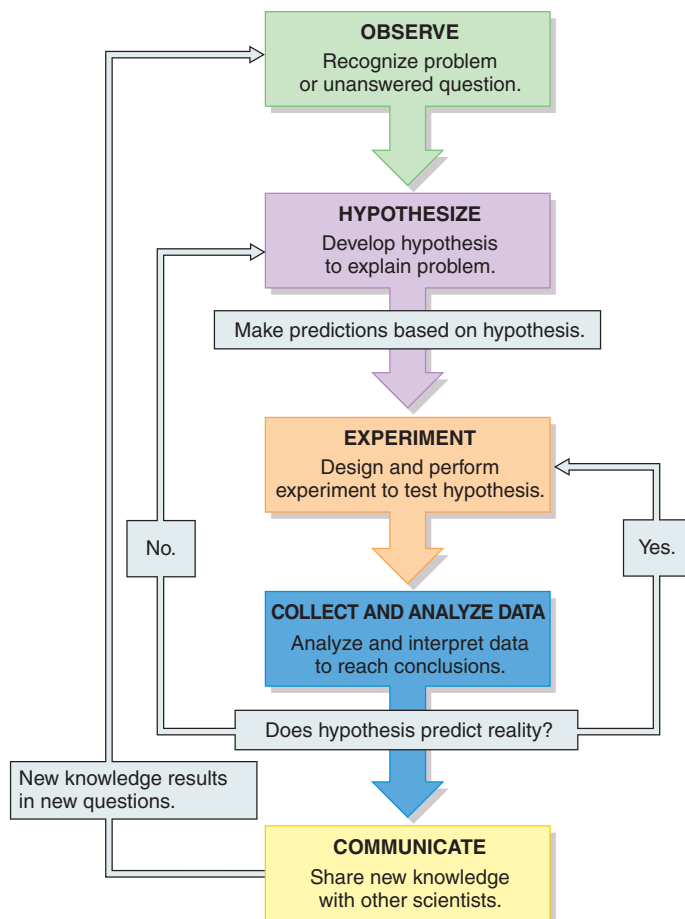 OBSERVE
Recognize problem
or unanswered question.
HYPOTHESIZE
Develop hypothesis
to explain problem.
Make predictions based on hypothesis.
EXPERIMENT
Design and perform
experiment to test hypothesis.
No.
Yes.
COLLECT AND ANALYZE DATA
Analyze and interpret data
to reach conclusions.
Does hypothesis predict reality?
New knowledge results
in new questions.
COMMUNICATE
Share new knowledge
with other scientists.